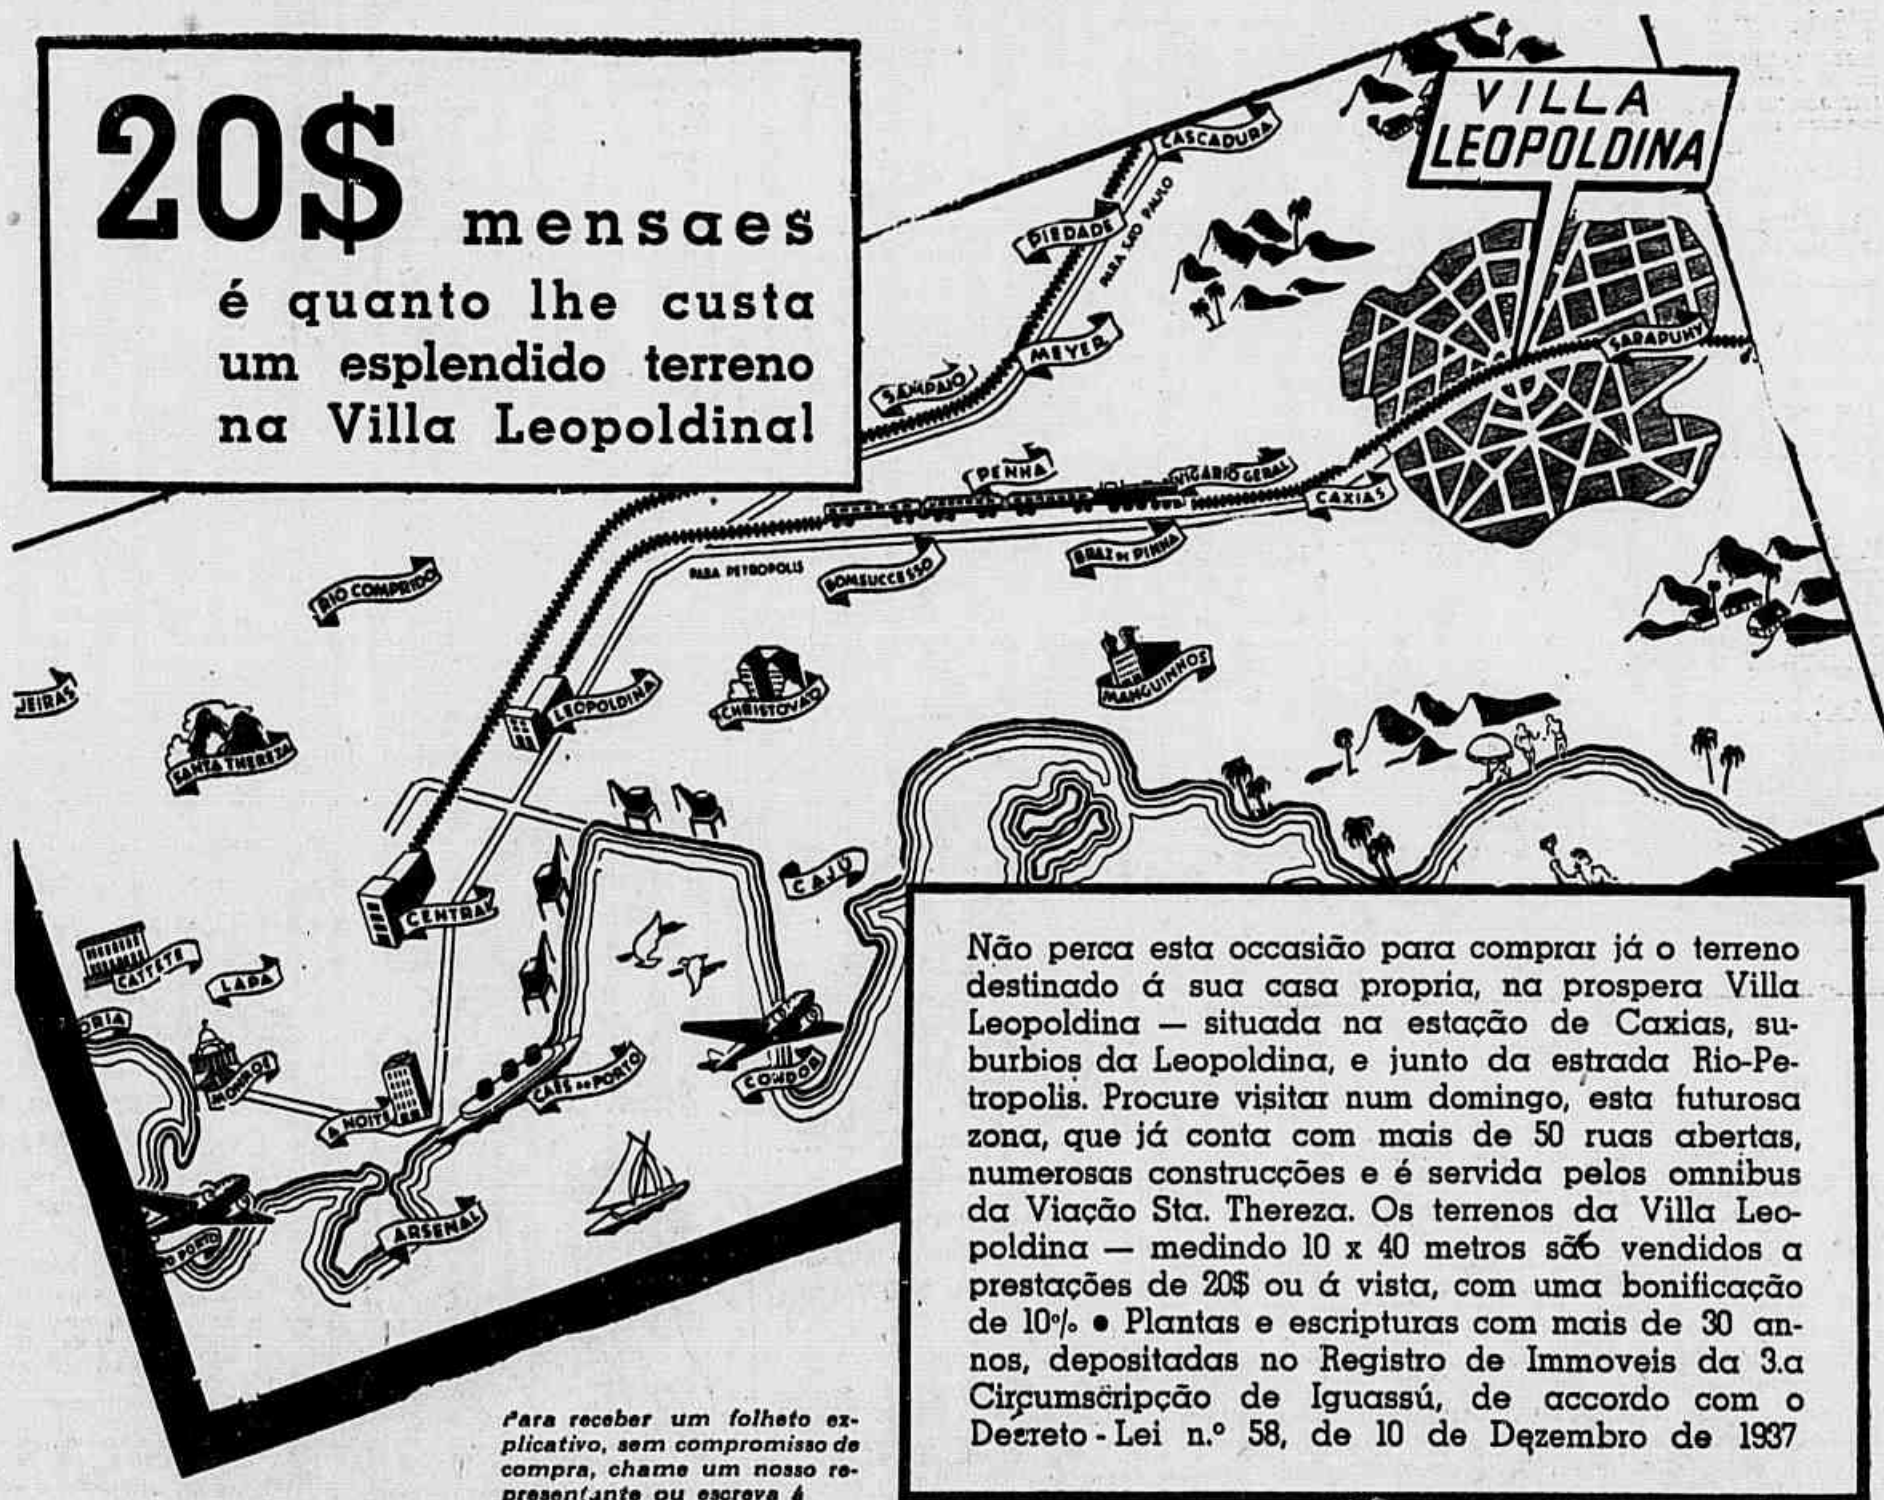 20$ mensaes
é quanto lhe custa
um esplendido terreno
na Villa Leopoldina!
VILLA
LEOPOLDINA
CASCADURA
PIEDADE
PARA SÃO PAULO
MEYER
SAMPAIO
SARAPUHY
PENHA
VIGARIO GERAL
CAXIAS
PARA PETROPOLIS
BOMSUCCESSO
BRAZ DE PINNA
RIO COMPRIDO
JEIRAS
SANTA THEREZA
LEOPOLDINA
S.CHRISTOVÃO
MANGUINHOS
CAJÚ
CENTRAL
CATTETE
LAPA
ORIA
MONROE
A NOITE
CAES DO PORTO
CONDOR
ARSENAL
DO PORTO
Não perca esta occasião para comprar já o terreno
destinado á sua casa propria, na prospera Villa
Leopoldina — situada na estação de Caxias, su-
burbios da Leopoldina, e junto da estrada Rio-Pe-
tropolis. Procure visitar num domingo, esta futurosa
zona, que já conta com mais de 50 ruas abertas,
numerosas construcções e é servida pelos omnibus
da Viação Sta. Thereza. Os terrenos da Villa Leo-
poldina — medindo 10 x 40 metros são vendidos a
prestações de 20$ ou á vista, com uma bonificação
de 10% • Plantas e escripturas com mais de 30 an-
nos, depositadas no Registro de Immoveis da 3.a
Circumscripção de Iguassú, de accordo com o
Decreto - Lei n.º 58, de 10 de Dezembro de 1937
Para receber um folheto ex-
plicativo, sem compromisso de
compra, chame um nosso re-
presentante ou escreva á